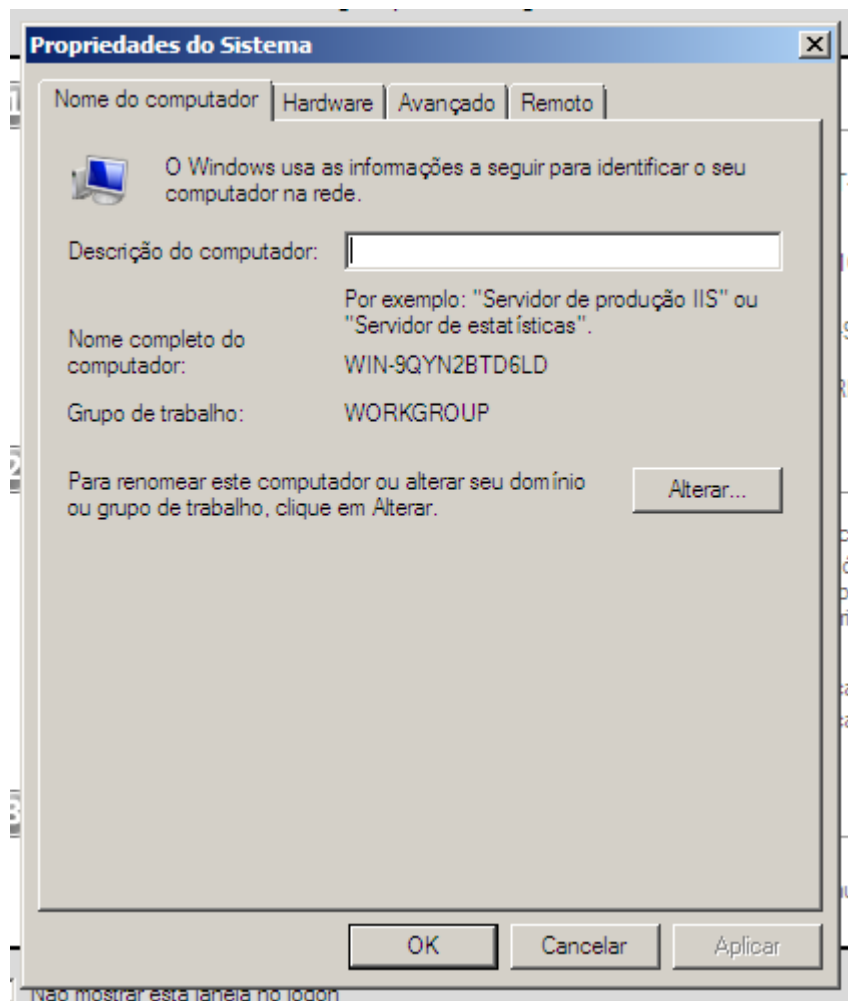 Propriedades do Sistema
Nome do computador Hardware Avançado Remoto
O Windows usa as informações a seguir para identificar o seu
computador na rede.
Descrição do computador:
Por exemplo: "Servidor de produção IIS" ou
"Servidor de estatísticas".
Nome completo do
computador:
WIN-9QYN2BTD6LD
Grupo de trabalho: WORKGROUP
Para renomear este computador ou alterar seu domínio
ou grupo de trabalho, clique em Alterar.
Alterar...
OK Cancelar Aplicar
Não mostrar esta janela no logon